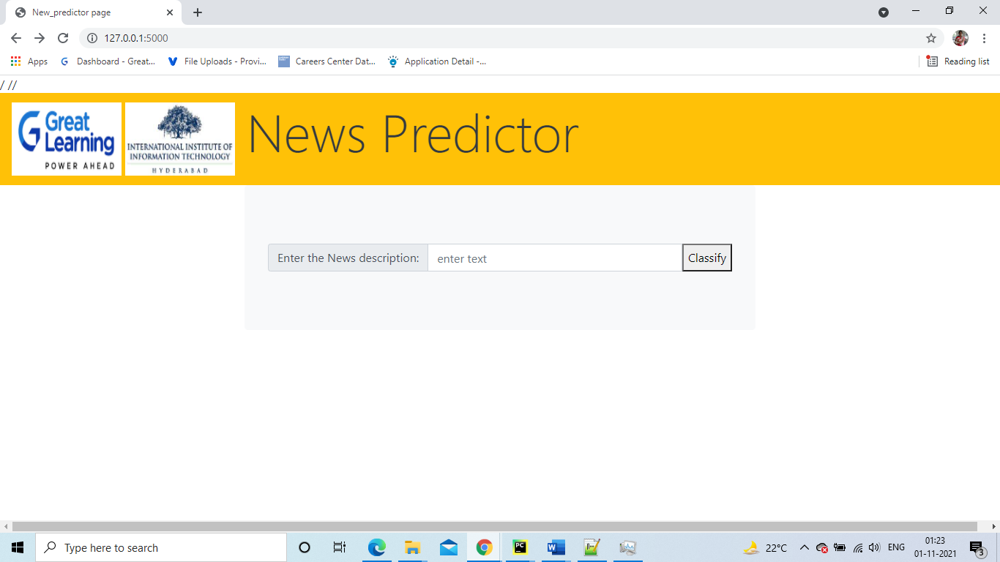 New_predictor page
127.0.0.1:5000
Apps G Dashboard - Great... File Uploads - Provi... Careers Center Dat... Application Detail -... Reading list
/ //
Great
Learning
POWER AHEAD
INTERNATIONAL INSTITUTE OF
INFORMATION TECHNOLOGY
HYDERABAD
News Predictor
Enter the News description: enter text Classify
Type here to search
PC
W
22°C ENG 01:23
01-11-2021
3